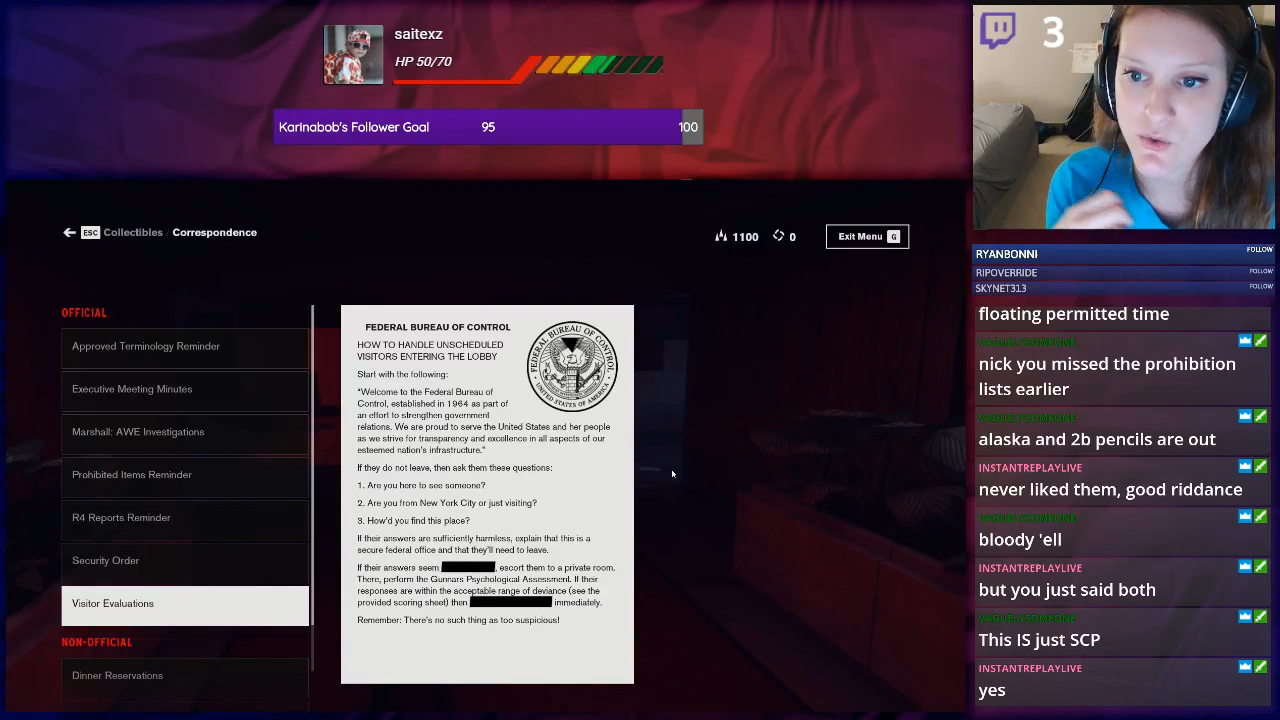 saitexz
HP 50/70
Karinabob's Follower Goal 95 100
3
ESC Collectibles / Correspondence
1100 0 Exit Menu G
OFFICIAL
Approved Terminology Reminder
Executive Meeting Minutes
Marshall: AWE Investigations
Prohibited Items Reminder
R4 Reports Reminder
Security Order
Visitor Evaluations
NON-OFFICIAL
Dinner Reservations
FEDERAL BUREAU OF CONTROL
HOW TO HANDLE UNSCHEDULED
VISITORS ENTERING THE LOBBY
Start with the following:
"Welcome to the Federal Bureau of
Control, established in 1964 as part of
an effort to strengthen government
relations. We are proud to serve the United States and her people
as we strive for transparency and excellence in all aspects of our
esteemed nation's infrastructure."
If they do not leave, then ask them these questions:
1. Are you here to see someone?
2. Are you from New York City or just visiting?
3. How'd you find this place?
If their answers are sufficiently harmless, explain that this is a
secure federal office and that they'll need to leave.
If their answers seem , escort them to a private room.
There, perform the Gunnars Psychological Assessment. If their
responses are within the acceptable range of deviance (see the
provided scoring sheet) then immediately.
Remember: There's no such thing as too suspicious!
FEDERAL BUREAU OF CONTROL
UNITED STATES OF AMERICA
RYANBONNI FOLLOW
RIPOVERRIDE FOLLOW
SKYNET313 FOLLOW
floating permitted time
VAGUELYSOMEONE
nick you missed the prohibition
lists earlier
VAGUELYSOMEONE
alaska and 2b pencils are out
INSTANTREPLAYLIVE
never liked them, good riddance
VAGUELYSOMEONE
bloody 'ell
INSTANTREPLAYLIVE
but you just said both
VAGUELYSOMEONE
This IS just SCP
INSTANTREPLAYLIVE
yes